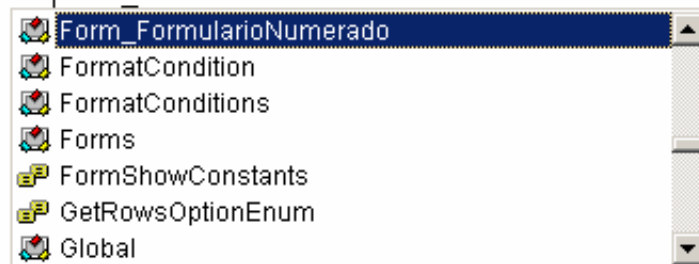 Form_FormularioNumerado
FormatCondition
FormatConditions
Forms
FormShowConstants
GetRowsOptionEnum
Global